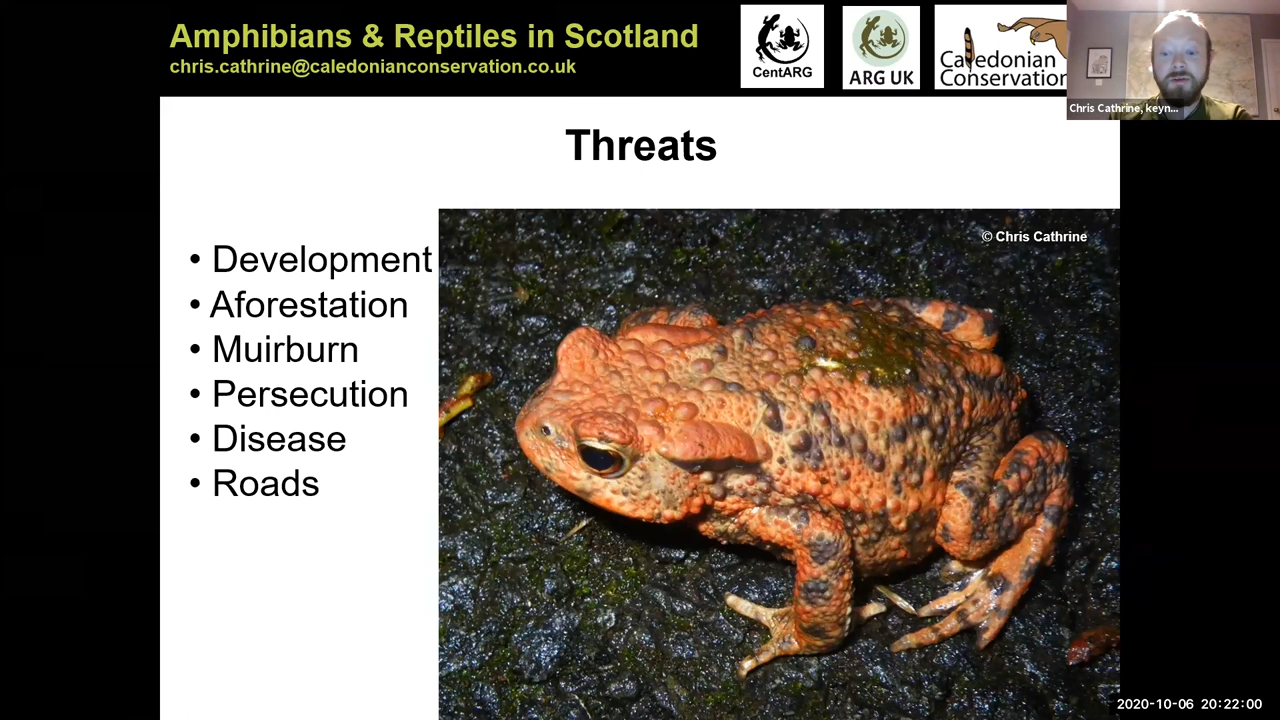 Amphibians & Reptiles in Scotland
chris.cathrine@caledonianconservation.co.uk
CentARG
ARG UK
Caledonian
Conservation
Chris Cathrine, keyn...
Threats
© Chris Cathrine
• Development
• Aforestation
• Muirburn
• Persecution
• Disease
• Roads
2020-10-06 20:22:00